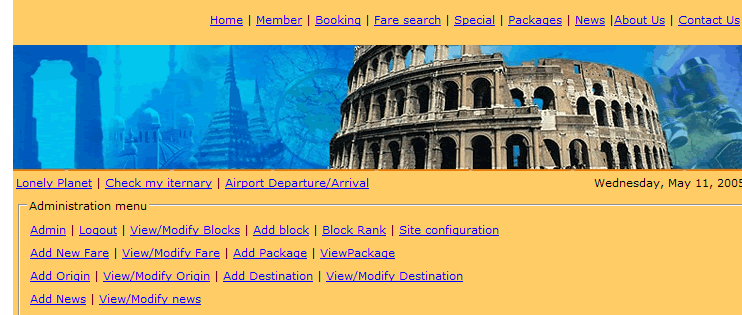 Home | Member | Booking | Fare search | Special | Packages | News |About Us | Contact Us
Lonely Planet | Check my iternary | Airport Departure/Arrival
Wednesday, May 11, 2005
Administration menu
Admin | Logout | View/Modify Blocks | Add block | Block Rank | Site configuration
Add New Fare | View/Modify Fare | Add Package | ViewPackage
Add Origin | View/Modify Origin | Add Destination | View/Modify Destination
Add News | View/Modify news